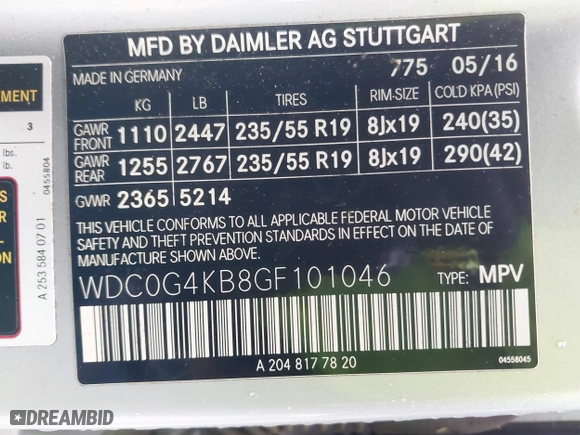 MFD BY DAIMLER AG STUTTGART
MADE IN GERMANY 775 05/16
KG LB TIRES RIM-SIZE COLD KPA (PSI)
GAWR FRONT 1110 2447 235/55 R19 8Jx19 240(35)
GAWR REAR 1255 2767 235/55 R19 8Jx19 290(42)
GVWR 2365 5214
THIS VEHICLE CONFORMS TO ALL APPLICABLE FEDERAL MOTOR VEHICLE
SAFETY AND THEFT PREVENTION STANDARDS IN EFFECT ON THE DATE OF
MANUFACTURE SHOWN ABOVE.
WDC0G4KB8GF101046 TYPE: MPV
A 204 817 78 20
04558045
3
lbs.
lb.
0455804
A 253 584 07 01
DREAMBID